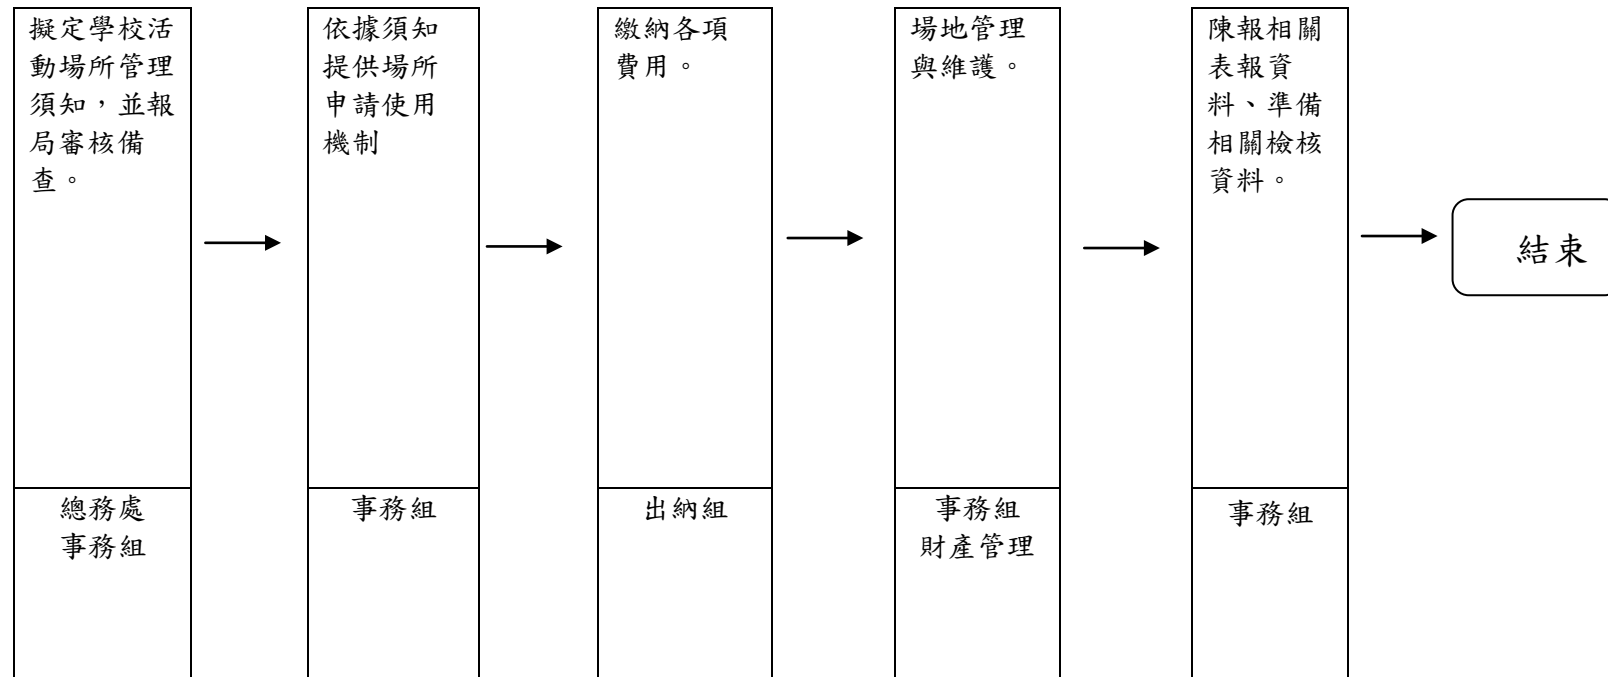 擬定學校活
動場所管理
須知，並報
局審核備
查。
總務處
事務組
依據須知
提供場所
申請使用
機制
事務組
繳納各項
費用。
出納組
場地管理
與維護。
事務組
財產管理
陳報相關
表報資
料、準備
相關檢核
資料。
事務組
結束